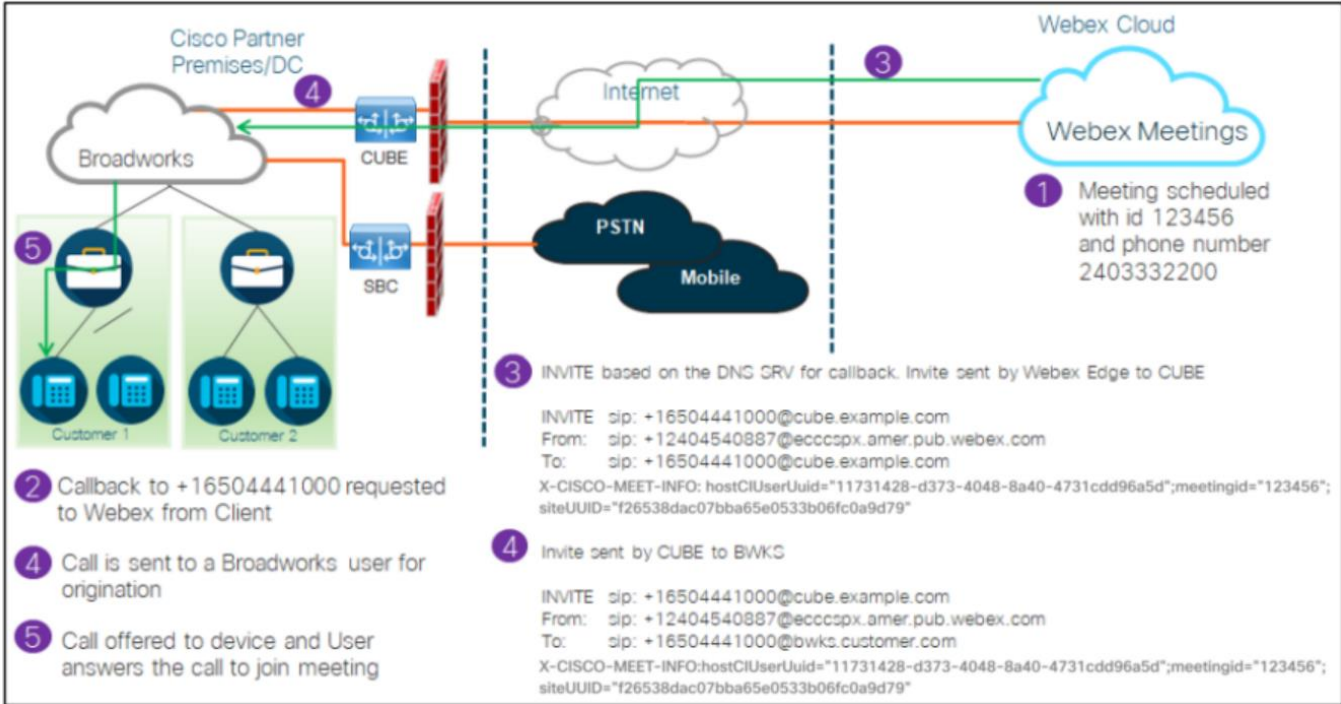 Cisco Partner
Premises/DC
Webex Cloud
4
3
Internet
Webex Meetings
Broadworks
CUBE
1 Meeting scheduled
with id 123456
and phone number
2403332200
5
PSTN
SBC
Mobile
Customer 1
Customer 2
3 INVITE based on the DNS SRV for callback. Invite sent by Webex Edge to CUBE
INVITE sip: +16504441000@cube.example.com
From: sip: +12404540887@ecccspx.amer.pub.webex.com
To: sip: +16504441000@cube.example.com
X-CISCO-MEET-INFO: hostCIUserUuid="11731428-d373-4048-8a40-4731cdd96a5d";meetingid="123456";
siteUUID="f26538dac07bba65e0533b06fc0a9d79"
2 Callback to +16504441000 requested
to Webex from Client
4 Call is sent to a Broadworks user for
origination
5 Call offered to device and User
answers the call to join meeting
4 Invite sent by CUBE to BWKS
INVITE sip: +16504441000@cube.example.com
From: sip: +12404540887@ecccspx.amer.pub.webex.com
To: sip: +16504441000@bwks.customer.com
X-CISCO-MEET-INFO:hostCIUserUuid="11731428-d373-4048-8a40-4731cdd96a5d";meetingid="123456";
siteUUID="f26538dac07bba65e0533b06fc0a9d79"